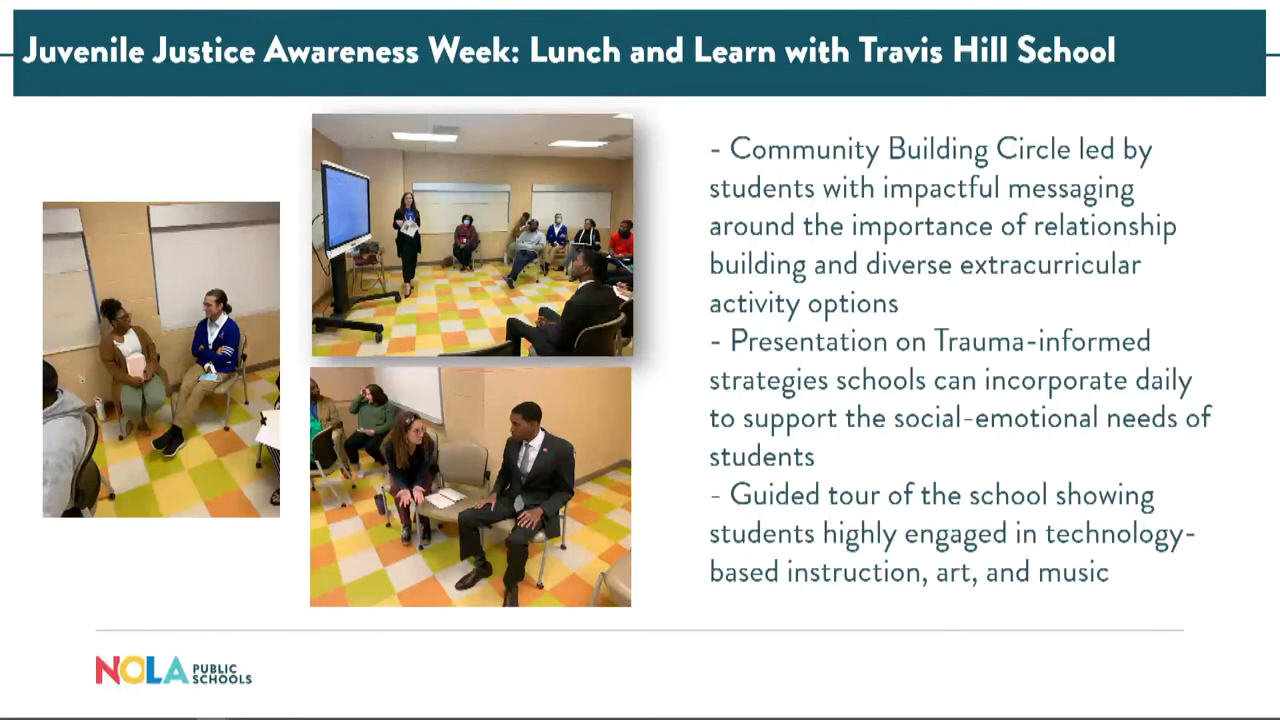 Juvenile Justice Awareness Week: Lunch and Learn with Travis Hill School
- Community Building Circle led by
students with impactful messaging
around the importance of relationship
building and diverse extracurricular
activity options
- Presentation on Trauma-informed
strategies schools can incorporate daily
to support the social-emotional needs of
students
- Guided tour of the school showing
students highly engaged in technology-
based instruction, art, and music
NOLA PUBLIC
SCHOOLS